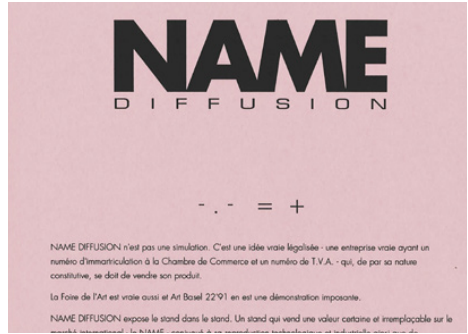 NAME
DIFFUSION
-.- = +
NAME DIFFUSION n'est pas une simulation. C'est une idée vraie légalisée - une entreprise vraie ayant un
numéro d'immatriculation à la Chambre de Commerce et un numéro de T.V.A. - qui, de par sa nature
constitutive, se doit de vendre son produit.
La Foire de l'Art est vraie aussi et Art Basel 22'91 en est une démonstration imposante.
NAME DIFFUSION expose le stand dans le stand. Un stand qui vend une valeur certaine et irremplaçable sur le
marché international : le NAME